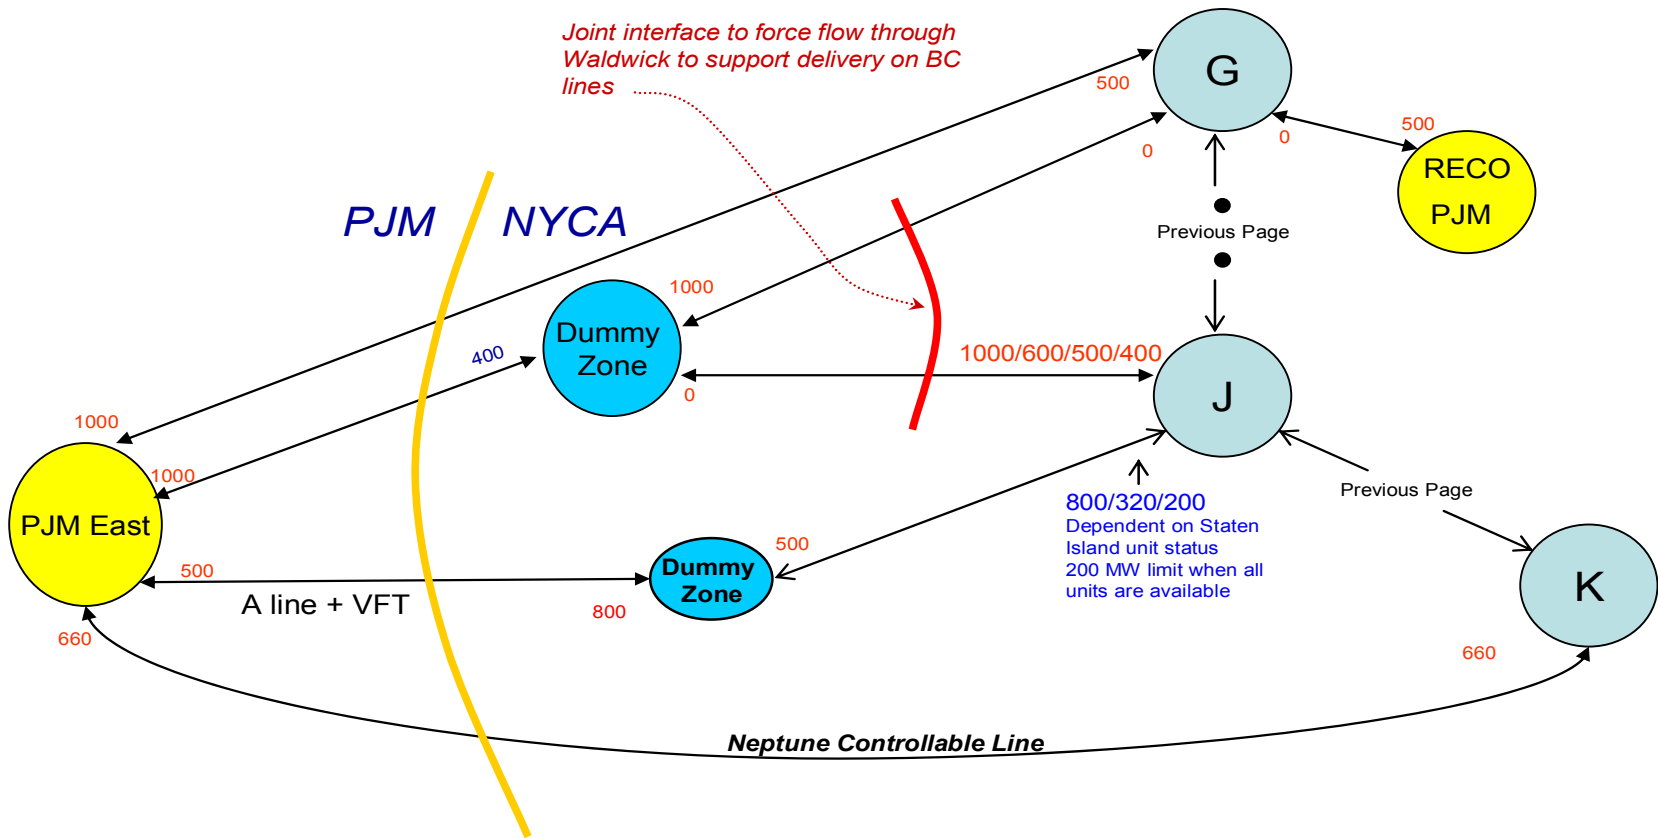 Joint interface to force flow through
Waldwick to support delivery on BC
lines
G
500
0
0
500
RECO
PJM
PJM
NYCA
Previous Page
1000
Dummy
Zone
400
0
1000/600/500/400
J
1000
1000
PJM East
500
A line + VFT
800
Dummy
Zone
500
800/320/200
Dependent on Staten
Island unit status
200 MW limit when all
units are available
Previous Page
K
660
660
Neptune Controllable Line